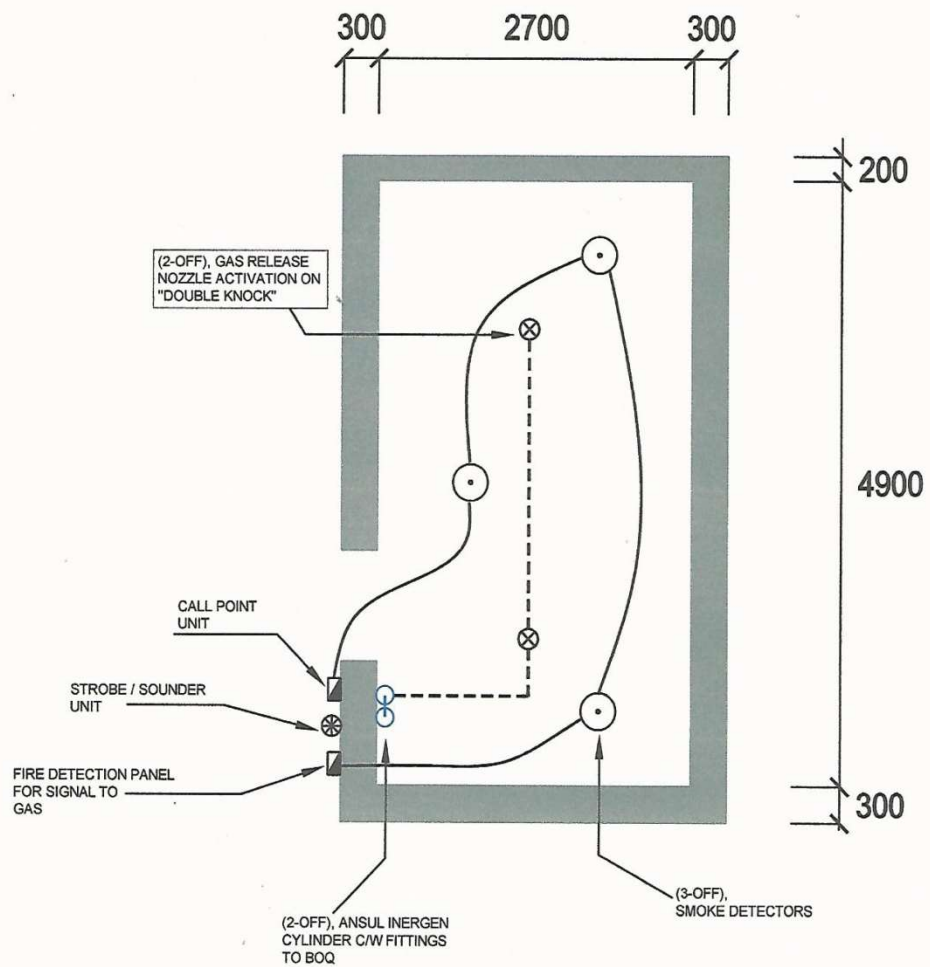 300 2700 300
200
(2-OFF), GAS RELEASE
NOZZLE ACTIVATION ON
"DOUBLE KNOCK"
4900
CALL POINT
UNIT
STROBE / SOUNDER
UNIT
FIRE DETECTION PANEL
FOR SIGNAL TO
GAS
300
(2-OFF), ANSUL INERGEN
CYLINDER C/W FITTINGS
TO BOQ
(3-OFF),
SMOKE DETECTORS